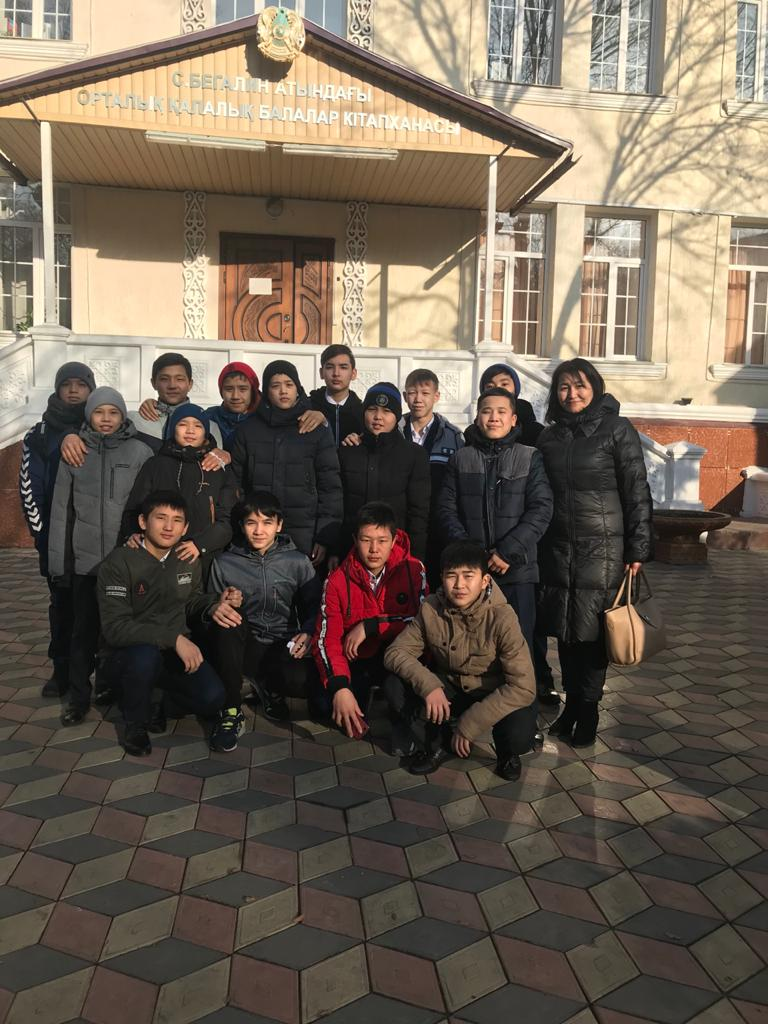 С.БЕГАЛИН АТЫНДАҒЫ
ОРТАЛЫҚ ҚАЛАЛЫҚ БАЛАЛАР КІТАПХАНАСЫ